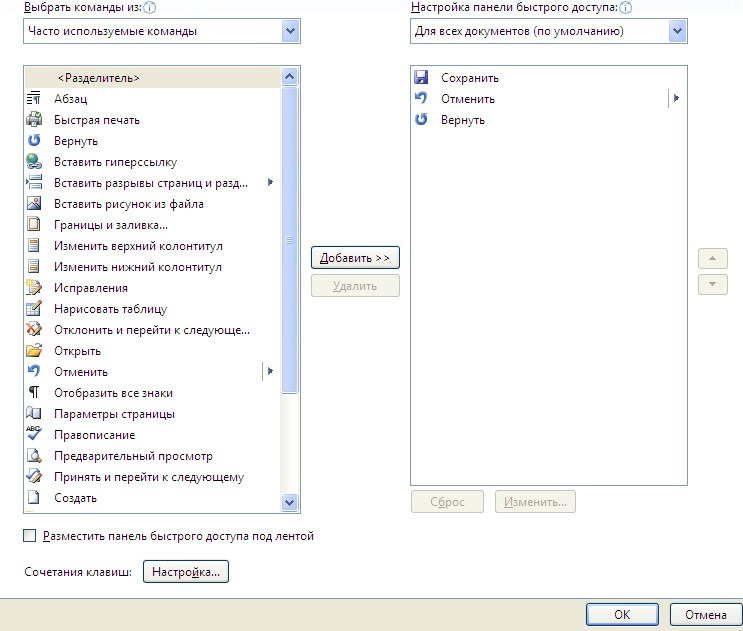 Выбрать команды из:
Часто используемые команды
<Разделитель>
Абзац
Быстрая печать
Вернуть
Вставить гиперссылку
Вставить разрывы страниц и разд...
Вставить рисунок из файла
Границы и заливка...
Изменить верхний колонтитул
Изменить нижний колонтитул
Исправления
Нарисовать таблицу
Отклонить и перейти к следующе...
Открыть
Отменить
Отобразить все знаки
Параметры страницы
Правописание
Предварительный просмотр
Принять и перейти к следующему
Создать
Добавить >>
Удалить
Настройка панели быстрого доступа:
Для всех документов (по умолчанию)
Сохранить
Отменить
Вернуть
Сброс
Изменить...
Разместить панель быстрого доступа под лентой
Сочетания клавиш:
Настройка...
ОК
Отмена